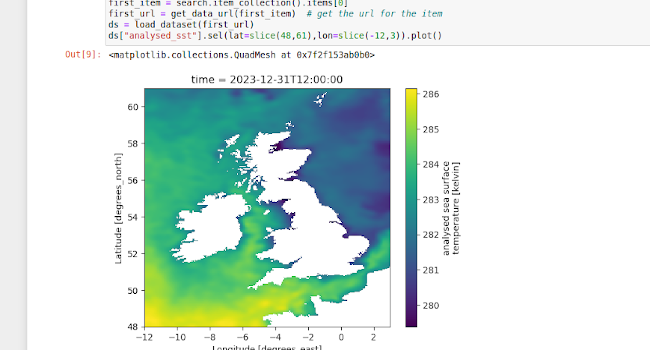 first_item = search.item_collection().items[0]
first_url = get_data_url(first_item)  # get the url for the item
ds = load_dataset(first_url)
ds["analysed_sst"].sel(lat=slice(48,61),lon=slice(-12,3)).plot()
Out[9]: <matplotlib.collections.QuadMesh at 0x7f2f153ab0b0>
time = 2023-12-31T12:00:00
60
58
56
54
52
50
48
Latitude [degrees_north]
−12 −10 −8 −6 −4 −2 0 2
Longitude [degrees_east]
286
285
284
283
282
281
280
analysed sea surface
temperature [kelvin]